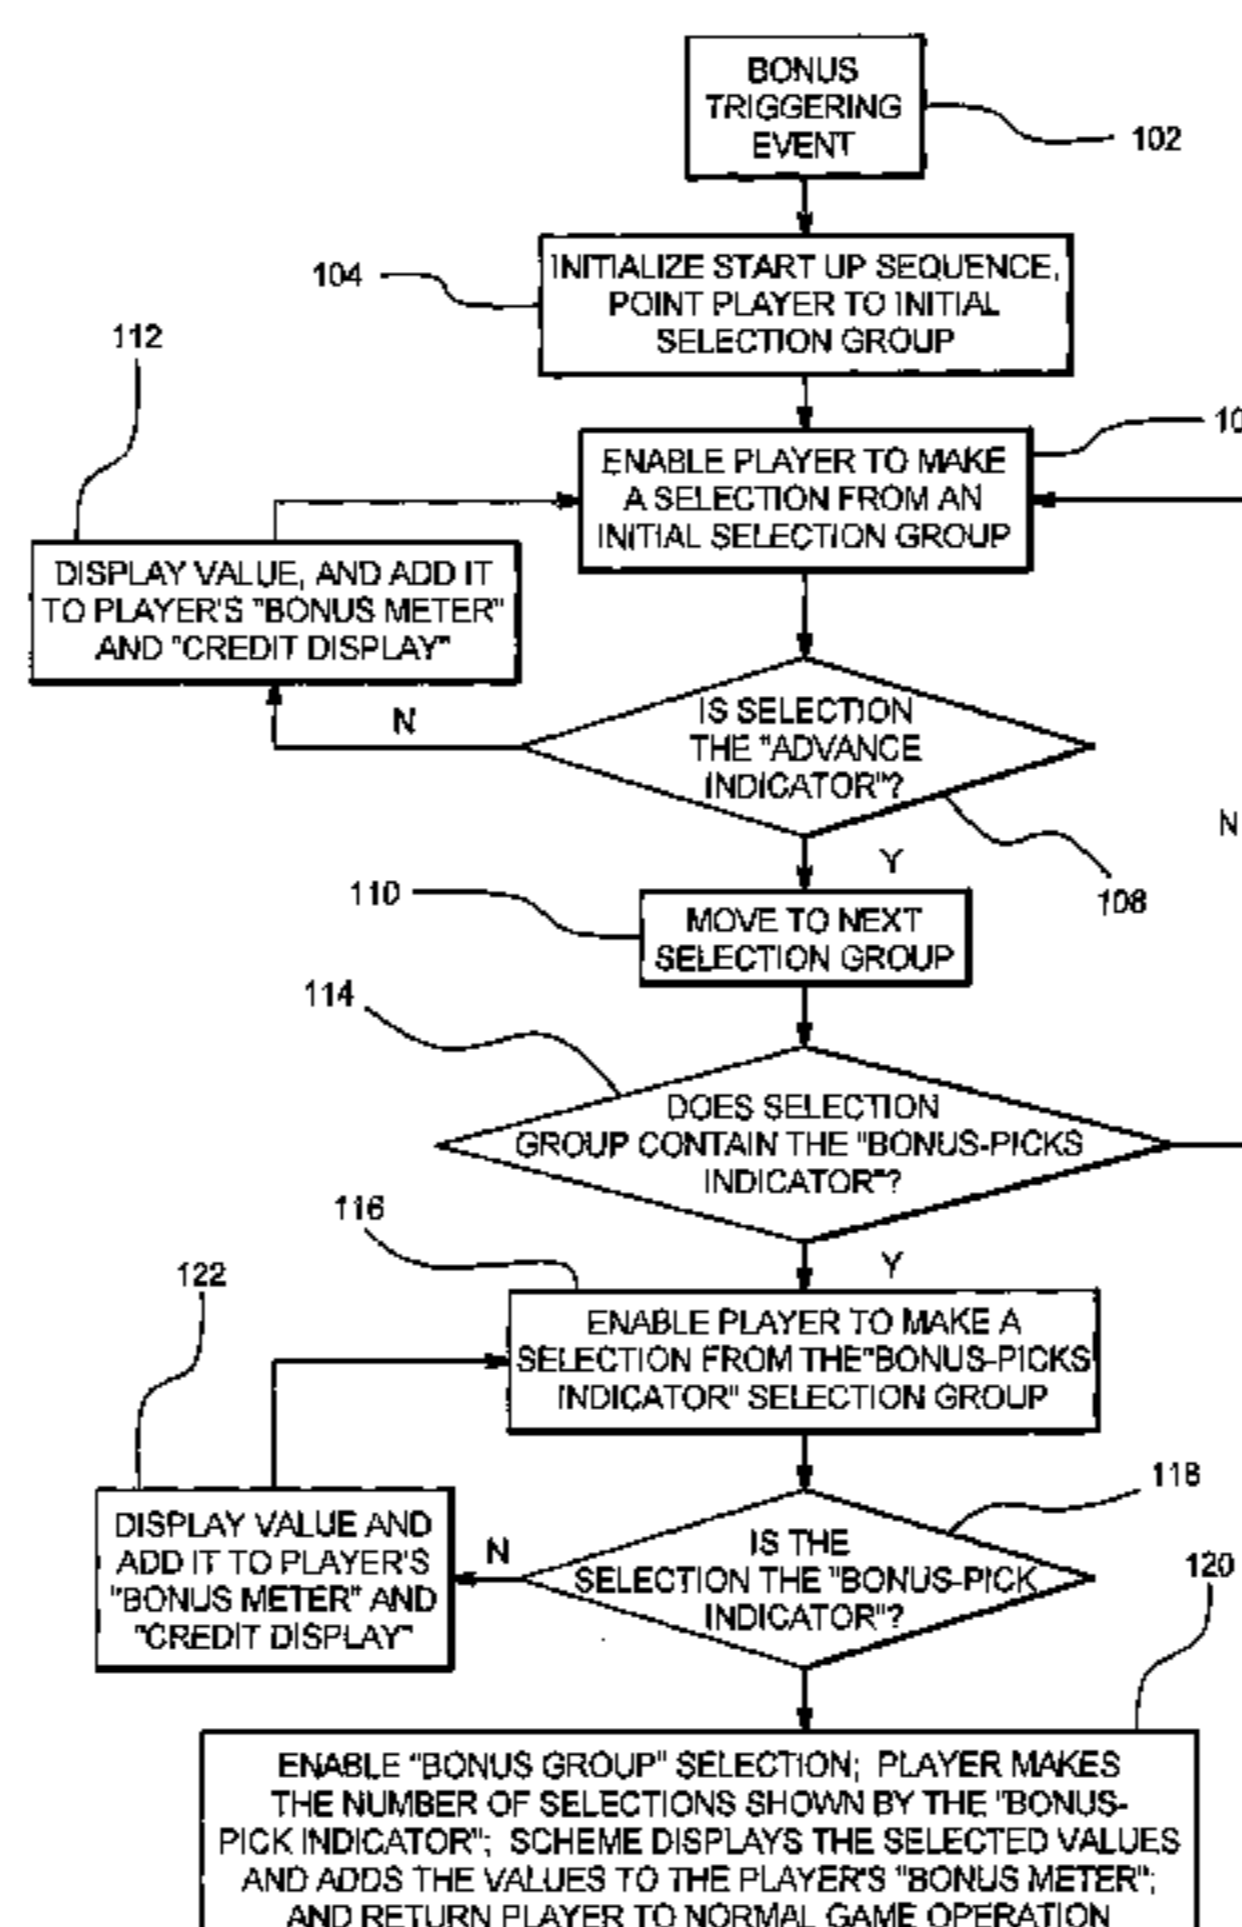 BONUS
TRIGGERING
EVENT
102
INITIALIZE START UP SEQUENCE,
POINT PLAYER TO INITIAL
SELECTION GROUP
104
112
10
ENABLE PLAYER TO MAKE
A SELECTION FROM AN
INITIAL SELECTION GROUP
DISPLAY VALUE, AND ADD IT
TO PLAYER'S "BONUS METER"
AND "CREDIT DISPLAY"
N
IS SELECTION
THE "ADVANCE
INDICATOR"?
N
Y
108
110
MOVE TO NEXT
SELECTION GROUP
114
DOES SELECTION
GROUP CONTAIN THE "BONUS-PICKS
INDICATOR"?
116
Y
122
ENABLE PLAYER TO MAKE A
SELECTION FROM THE"BONUS-PICKS
INDICATOR" SELECTION GROUP
118
DISPLAY VALUE AND
ADD IT TO PLAYER'S
"BONUS METER" AND
"CREDIT DISPLAY"
N
IS THE
SELECTION THE "BONUS-PICK
INDICATOR"?
120
ENABLE "BONUS GROUP" SELECTION; PLAYER MAKES
THE NUMBER OF SELECTIONS SHOWN BY THE "BONUS-
PICK INDICATOR"; SCHEME DISPLAYS THE SELECTED VALUES
AND ADDS THE VALUES TO THE PLAYER'S "BONUS METER";
AND RETURN PLAYER TO NORMAL GAME OPERATION